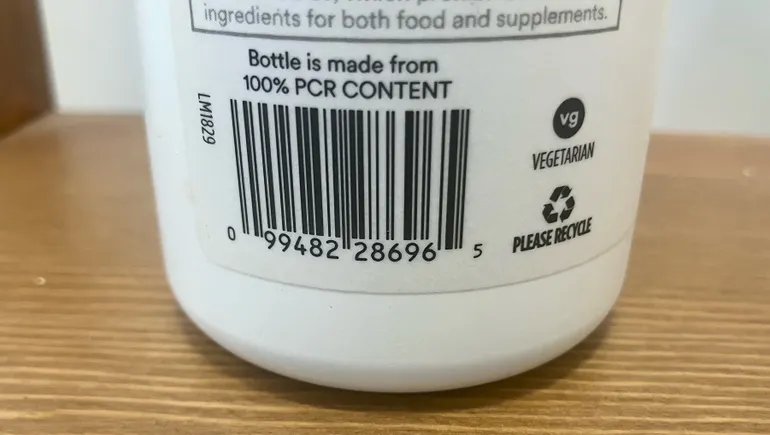 ingredients for both food and supplements.
Bottle is made from
100% PCR CONTENT
LM1829
0 99482 28696 5
vg
VEGETARIAN
PLEASE RECYCLE